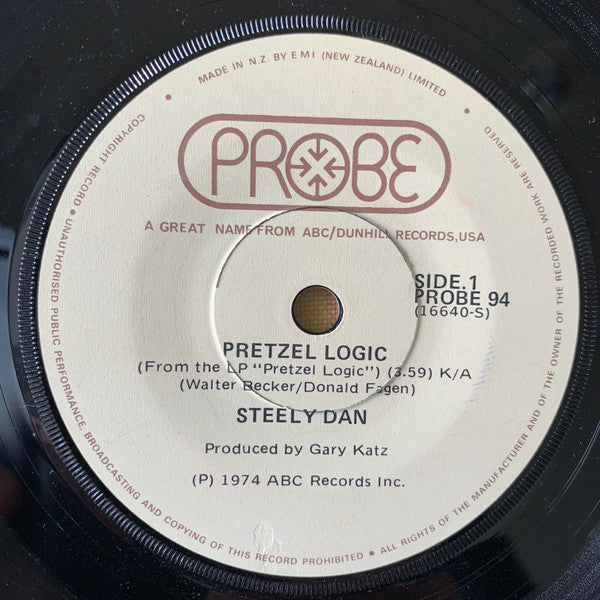 MADE IN N.Z. BY EMI (NEW ZEALAND) LIMITED
PROBE
A GREAT NAME FROM ABC/DUNHILL RECORDS,USA
SIDE.1
PROBE 94
(16640-S)
PRETZEL LOGIC
(From the LP "Pretzel Logic") (3.59) K/A
(Walter Becker/Donald Fagen)
STEELY DAN
Produced by Gary Katz
(P) 1974 ABC Records Inc.
COPYRIGHT RECORD • UNAUTHORISED PUBLIC PERFORMANCE, BROADCASTING AND COPYING OF THIS RECORD PROHIBITED • ALL RIGHTS OF THE MANUFACTURER AND OF THE OWNER OF THE RECORDED WORK ARE RESERVED